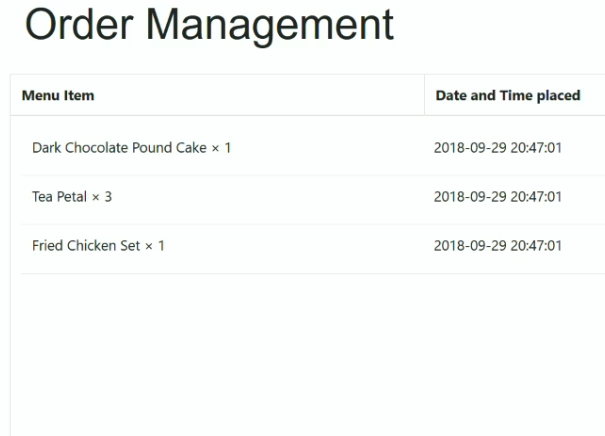 Order Management
Menu Item Date and Time placed
Dark Chocolate Pound Cake × 1 2018-09-29 20:47:01
Tea Petal × 3 2018-09-29 20:47:01
Fried Chicken Set × 1 2018-09-29 20:47:01